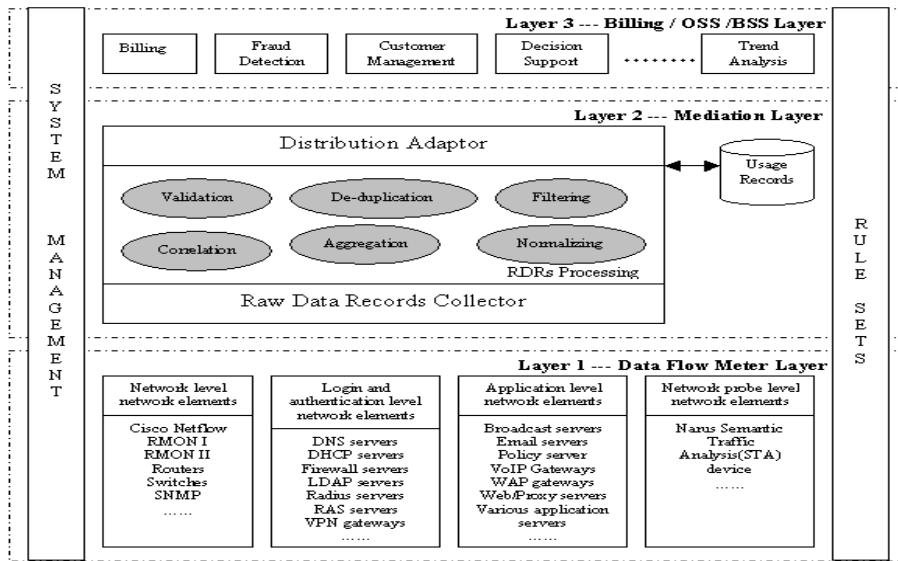 Layer 3 --- Billing / OSS /BSS Layer
Billing
Fraud
Detection
Customer
Management
Decision
Support
........
Trend
Analysis
SYSTEM MANAGEMENT
Layer 2 --- Mediation Layer
Distribution Adaptor
Usage
Records
Validation
De-duplication
Filtering
Correlation
Aggregation
Normalizing
RDRs Processing
Raw Data Records Collector
RULE SETS
Layer 1 --- Data Flow Meter Layer
Network level
network elements
Cisco Netflow
RMON I
RMON II
Routers
Switches
SNMP
......
Login and
authentication level
network elements
DNS servers
DHCP servers
Firewall servers
LDAP servers
Radius servers
RAS servers
VPN gateways
......
Application level
network elements
Broadcast servers
Email servers
Policy server
VoIP Gateways
WAP gateways
Web/Proxy servers
Various application
servers
......
Network probe level
network elements
Narus Semantic
Traffic
Analysis(STA)
device
......